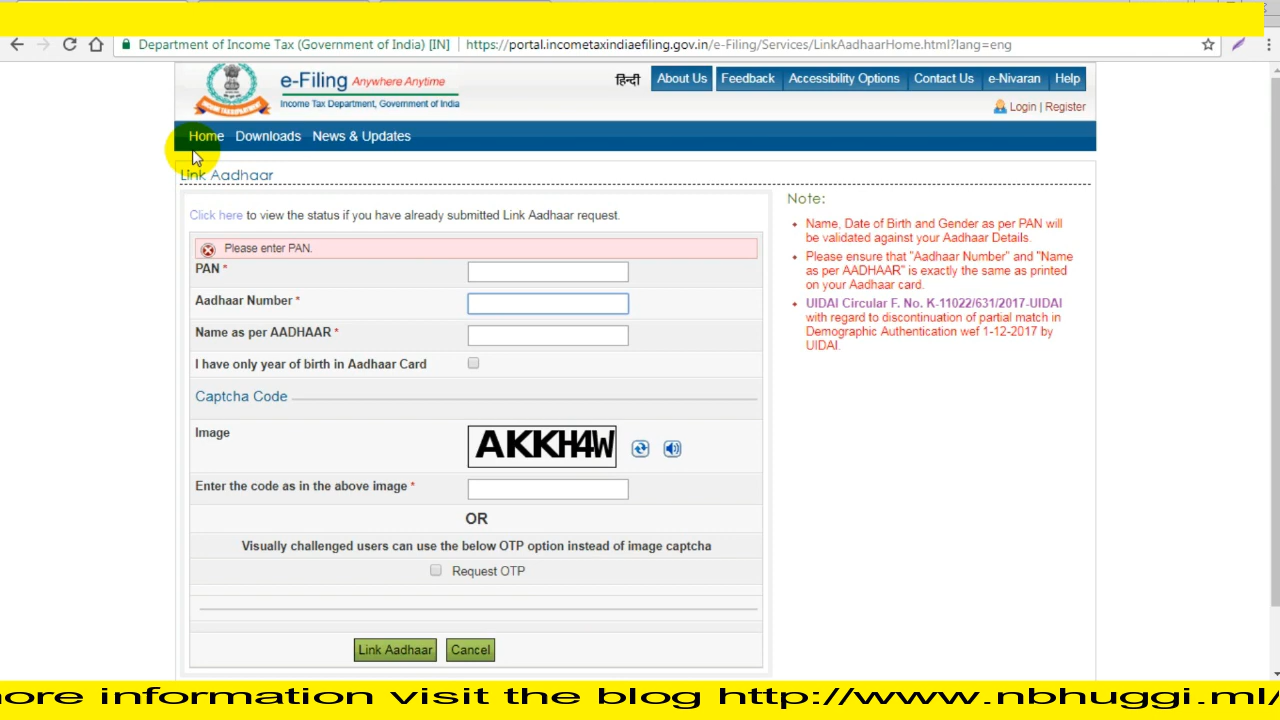 Department of Income Tax (Government of India) [IN] https://portal.incometaxindiaefiling.gov.in/e-Filing/Services/LinkAadhaarHome.html?lang=eng
e-Filing Anywhere Anytime
Income Tax Department, Government of India
हिन्दी About Us Feedback Accessibility Options Contact Us e-Nivaran Help
Login | Register
Home Downloads News & Updates
Link Aadhaar
Click here to view the status if you have already submitted Link Aadhaar request.
Please enter PAN.
PAN *
Aadhaar Number *
Name as per AADHAAR *
I have only year of birth in Aadhaar Card
Captcha Code
Image AKKH4W
Enter the code as in the above image *
OR
Visually challenged users can use the below OTP option instead of image captcha
Request OTP
Link Aadhaar Cancel
Note:
Name, Date of Birth and Gender as per PAN will
be validated against your Aadhaar Details.
Please ensure that "Aadhaar Number" and "Name
as per AADHAAR" is exactly the same as printed
on your Aadhaar card.
UIDAI Circular F. No. K-11022/631/2017-UIDAI
with regard to discontinuation of partial match in
Demographic Authentication wef 1-12-2017 by
UIDAI.
more information visit the blog http://www.nbhuggi.ml/